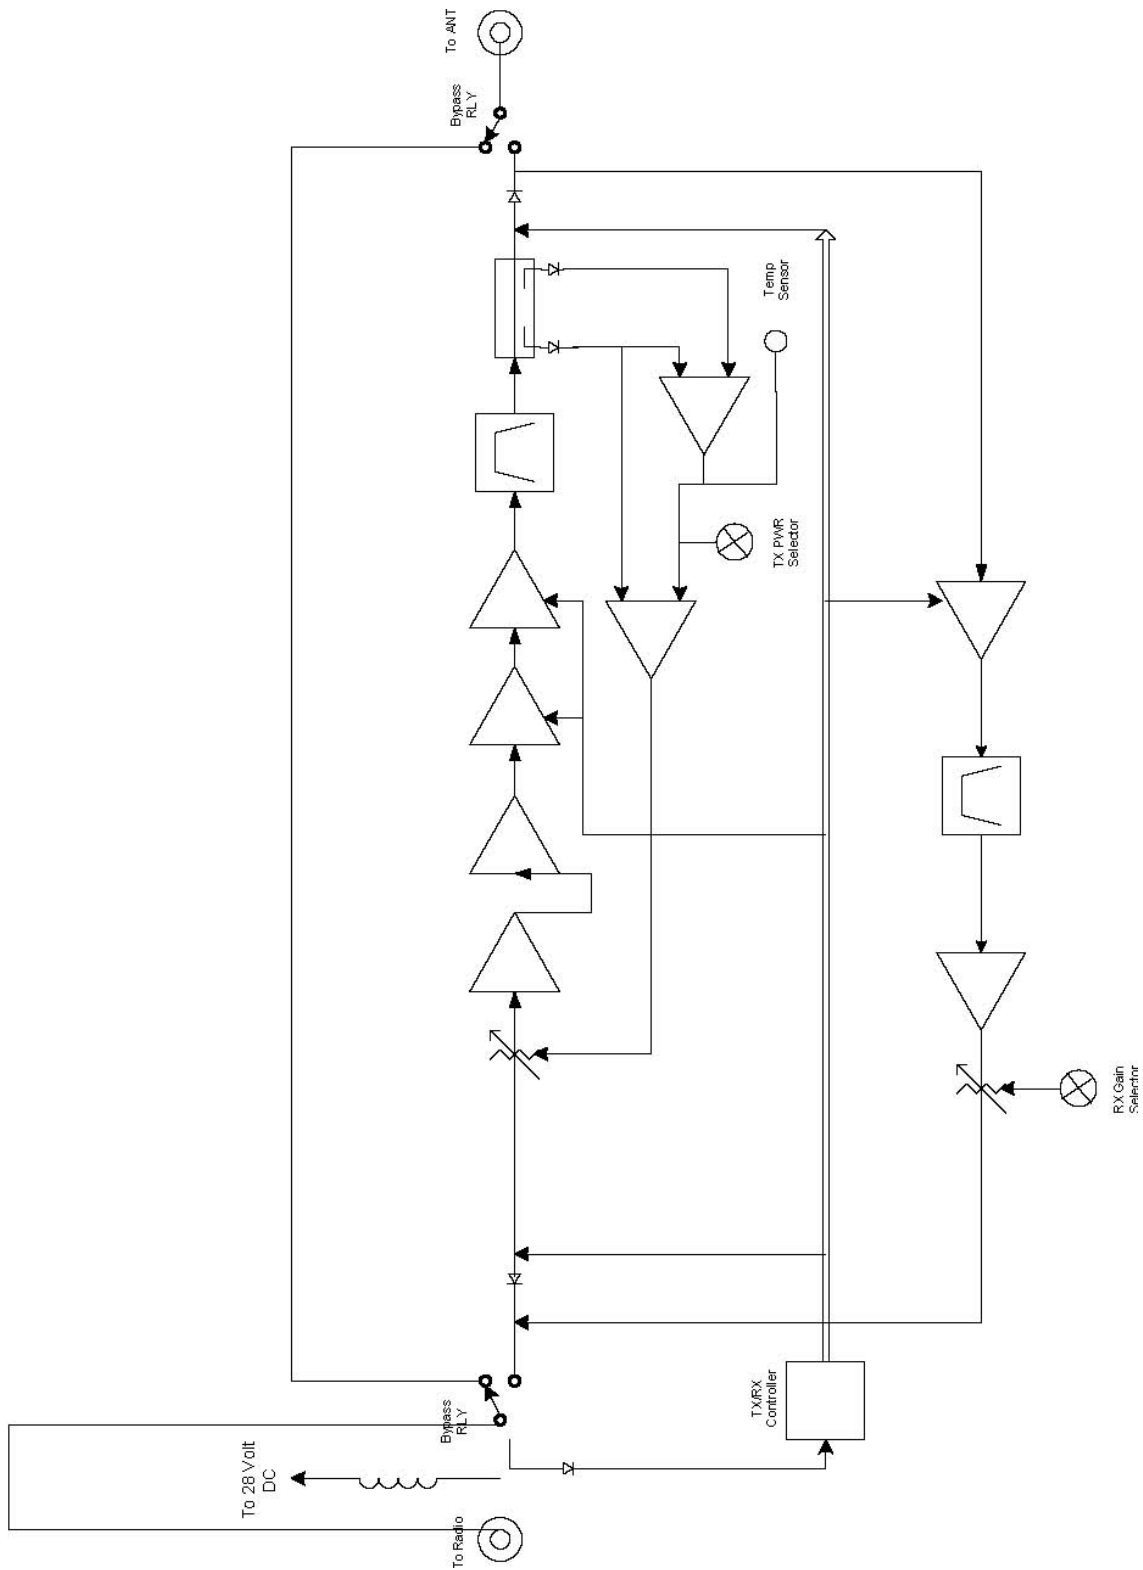 To ANT
Bypass
RLY
Temp
Sensor
TX PWR
Selector
RX Gain
Selector
TX/RX
Controller
Bypass
RLY
To 28 Volt
DC
To Radio